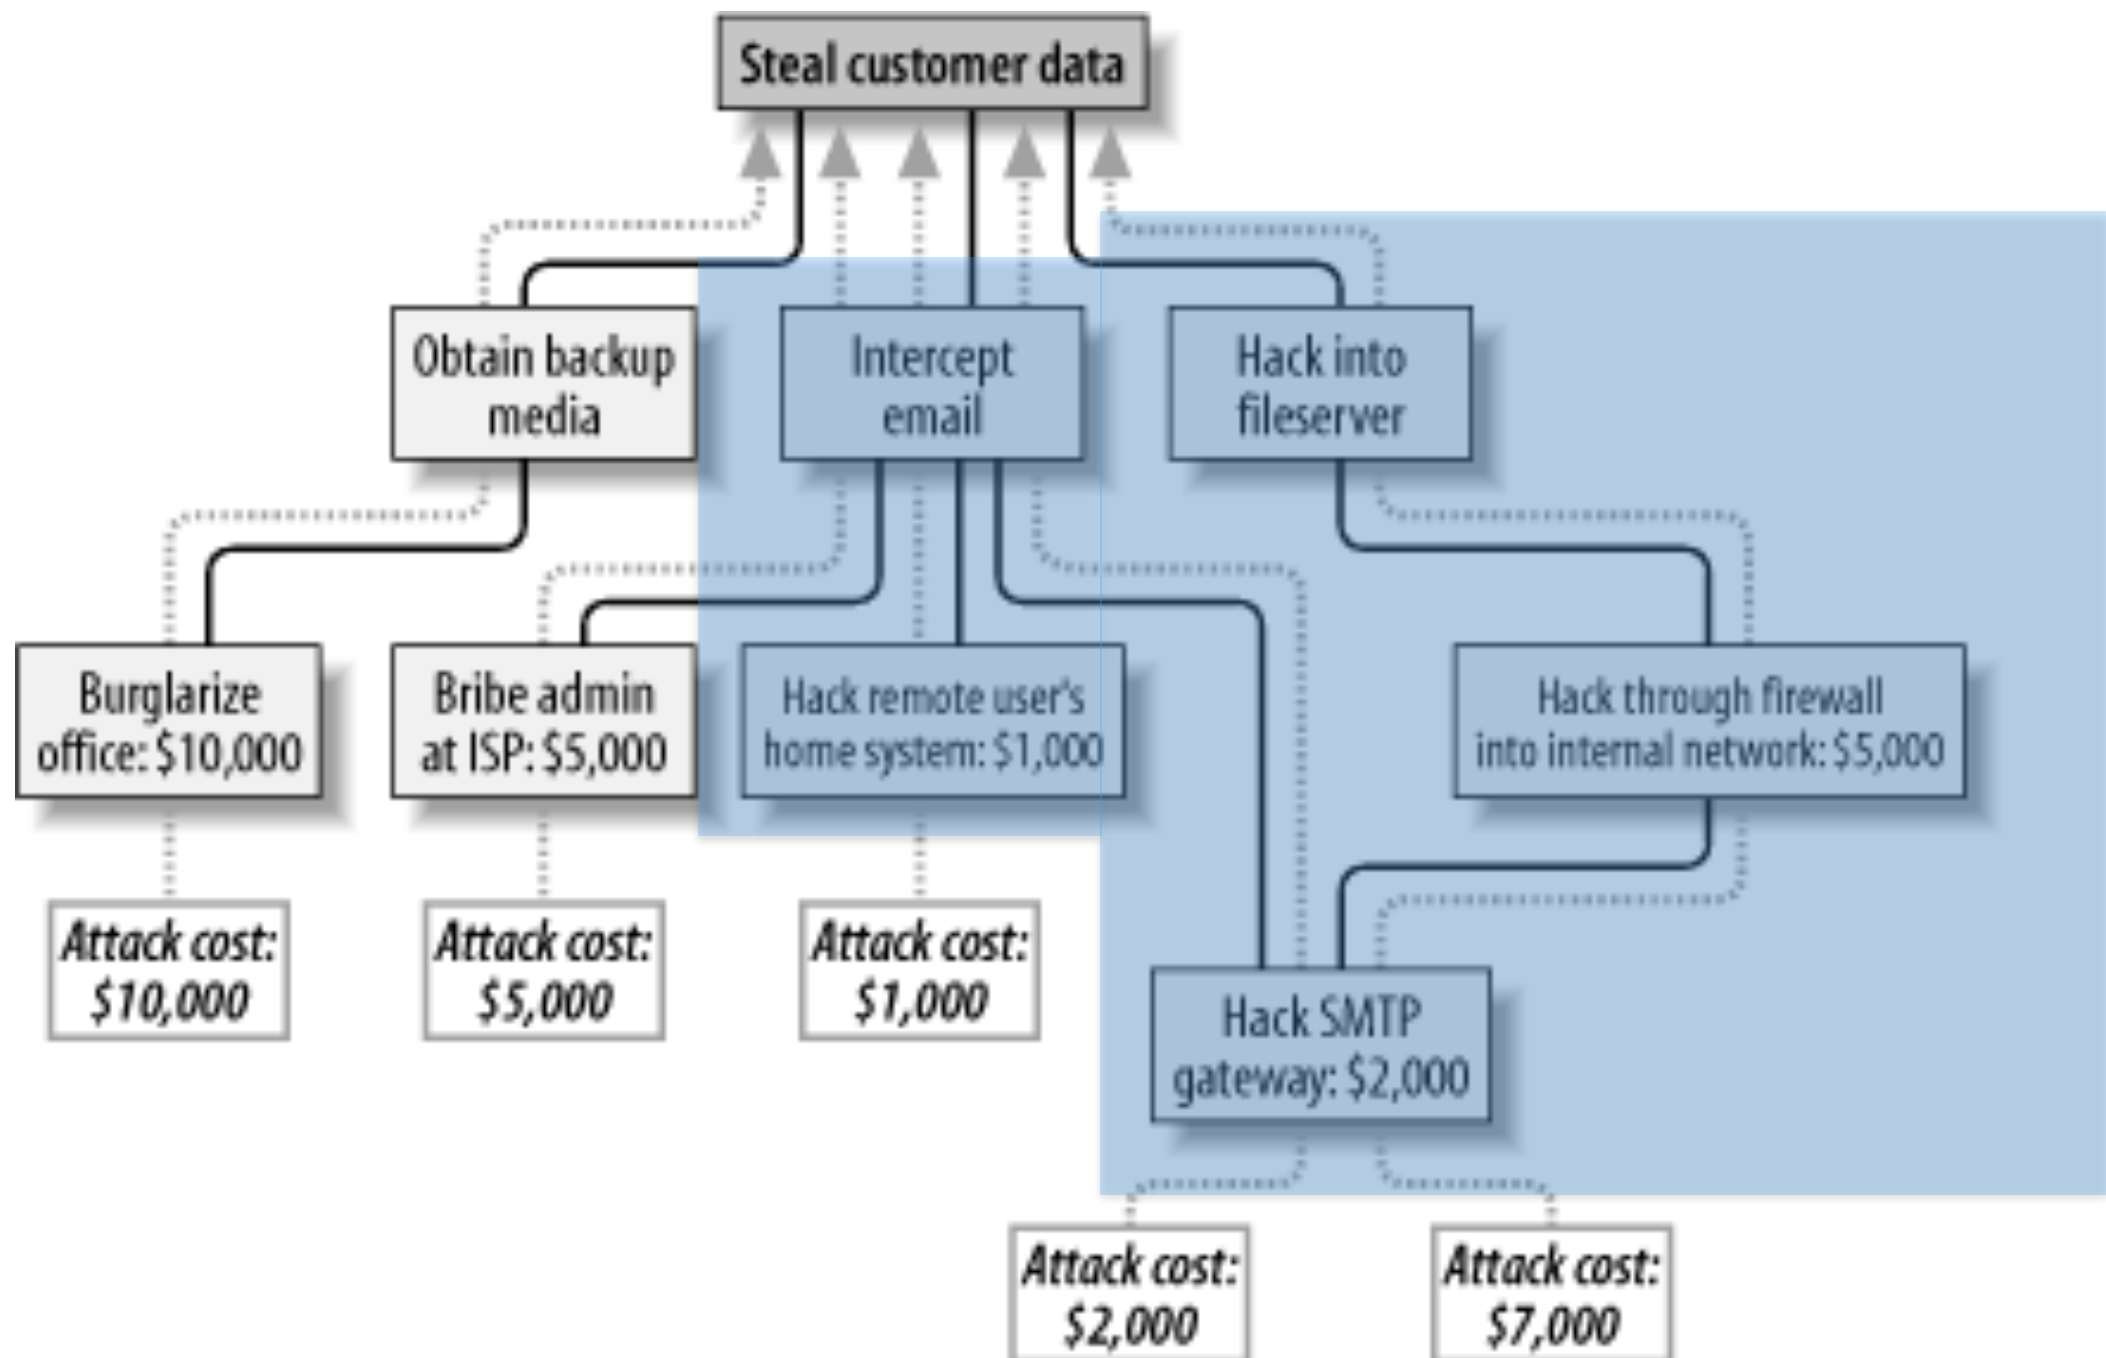 Steal customer data
Obtain backup
media
Intercept
email
Hack into
fileserver
Burglarize
office: $10,000
Bribe admin
at ISP: $5,000
Hack remote user's
home system: $1,000
Hack through firewall
into internal network: $5,000
Attack cost:
$10,000
Attack cost:
$5,000
Attack cost:
$1,000
Hack SMTP
gateway: $2,000
Attack cost:
$2,000
Attack cost:
$7,000